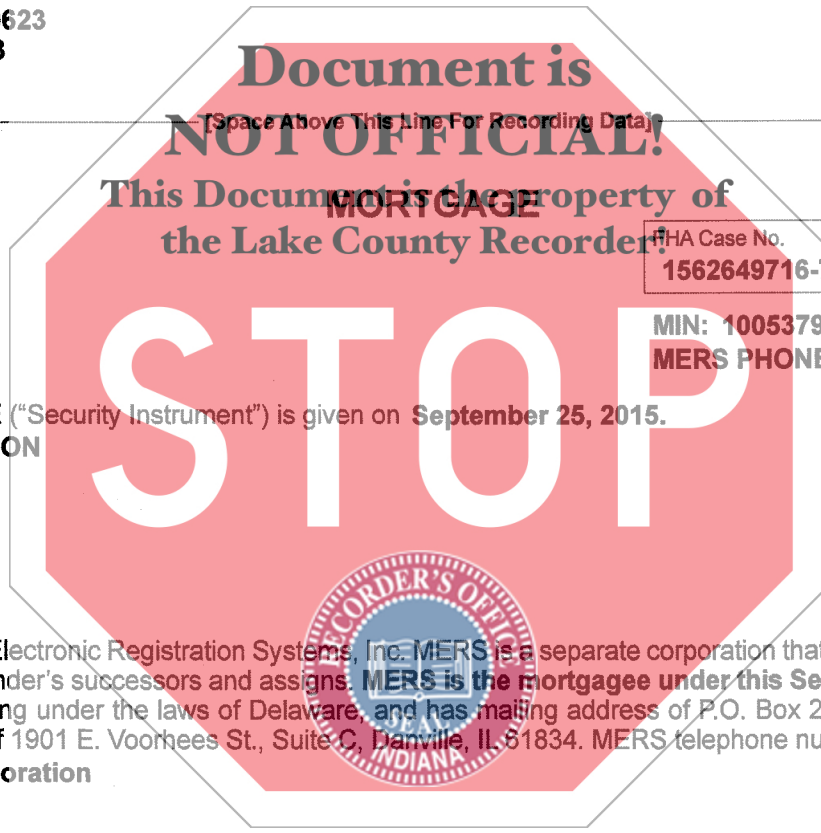 623
Document is
[Space Above This Line For Recording Data]
NOT OFFICIAL!
This Document is the property of
MORTGAGE
the Lake County Recorder!
FHA Case No.
1562649716-
MIN: 1005379
MERS PHONE
STOP
("Security Instrument") is given on September 25, 2015.
ON
RECORDER'S OFFICE
SEAL
INDIANA
lectronic Registration Systems, Inc. MERS is a separate corporation that
nder's successors and assigns. MERS is the mortgagee under this Se
ng under the laws of Delaware, and has mailing address of P.O. Box 2
f 1901 E. Voorhees St., Suite C, Danville, IL 61834. MERS telephone nu
oration